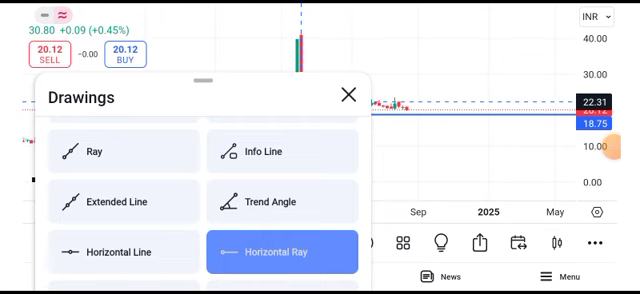 INR
30.80 +0.09 (+0.45%)
20.12
SELL
−0.00
20.12
BUY
40.00
30.00
22.31
18.75
10.00
0.00
Drawings
Ray
Info Line
Extended Line
Trend Angle
Horizontal Line
Horizontal Ray
Sep
2025
May
News
Menu